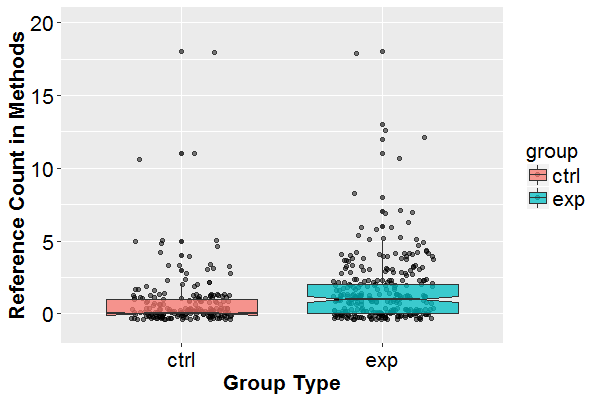 Reference Count in Methods
20
15
10
5
0
ctrl
exp
Group Type
group
ctrl
exp